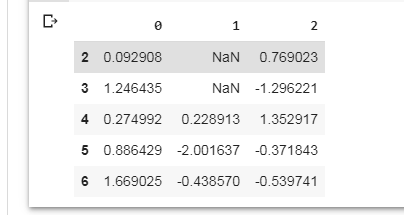 0 1 2
2 0.092908 NaN 0.769023
3 1.246435 NaN -1.296221
4 0.274992 0.228913 1.352917
5 0.886429 -2.001637 -0.371843
6 1.669025 -0.438570 -0.539741